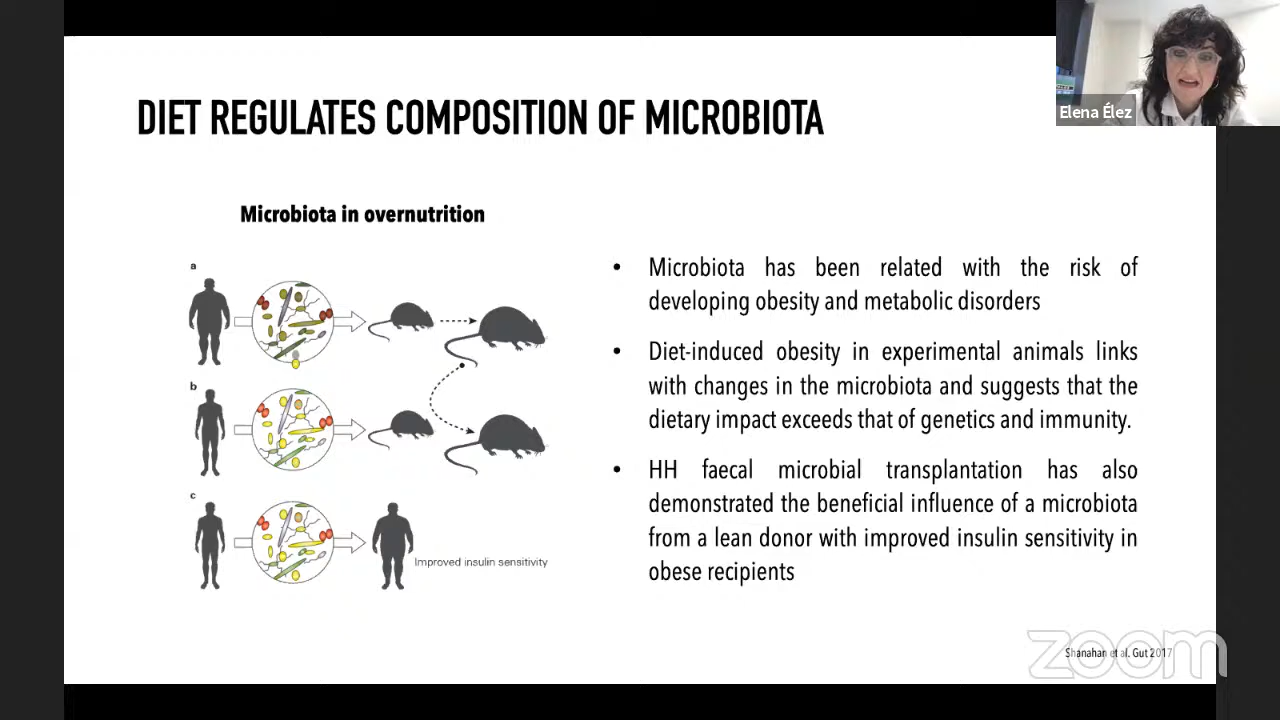 Elena Élez
DIET REGULATES COMPOSITION OF MICROBIOTA
Microbiota in overnutrition
a
b
c
Improved insulin sensitivity
• Microbiota has been related with the risk of
developing obesity and metabolic disorders
• Diet-induced obesity in experimental animals links
with changes in the microbiota and suggests that the
dietary impact exceeds that of genetics and immunity.
• HH faecal microbial transplantation has also
demonstrated the beneficial influence of a microbiota
from a lean donor with improved insulin sensitivity in
obese recipients
Shanahan et al. Gut 2017
zoom